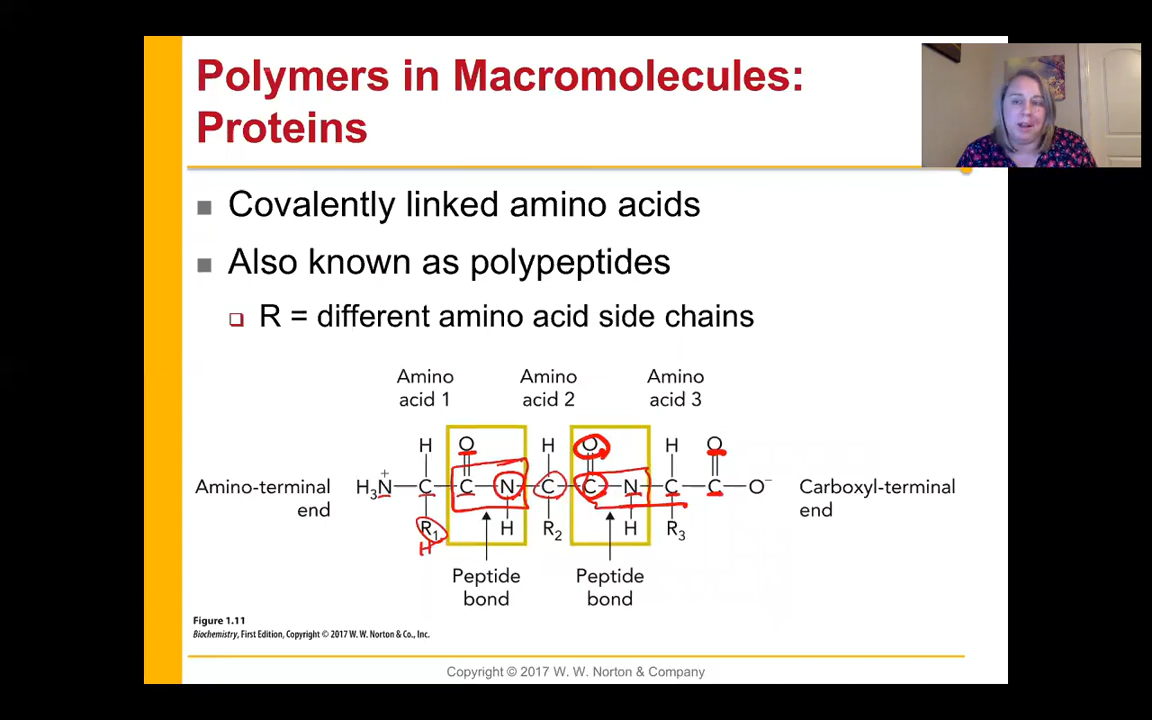 Polymers in Macromolecules:
Proteins
Covalently linked amino acids
Also known as polypeptides
R = different amino acid side chains
Amino Amino Amino
acid 1 acid 2 acid 3
H O H O H O
+
Amino-terminal H₃N C C N C C N C C O⁻ Carboxyl-terminal
end R₁ H R₂ H R₃ end
H
Peptide Peptide
bond bond
Figure 1.11
Biochemistry, First Edition, Copyright © 2017 W. W. Norton & Co., Inc.
Copyright © 2017 W. W. Norton & Company